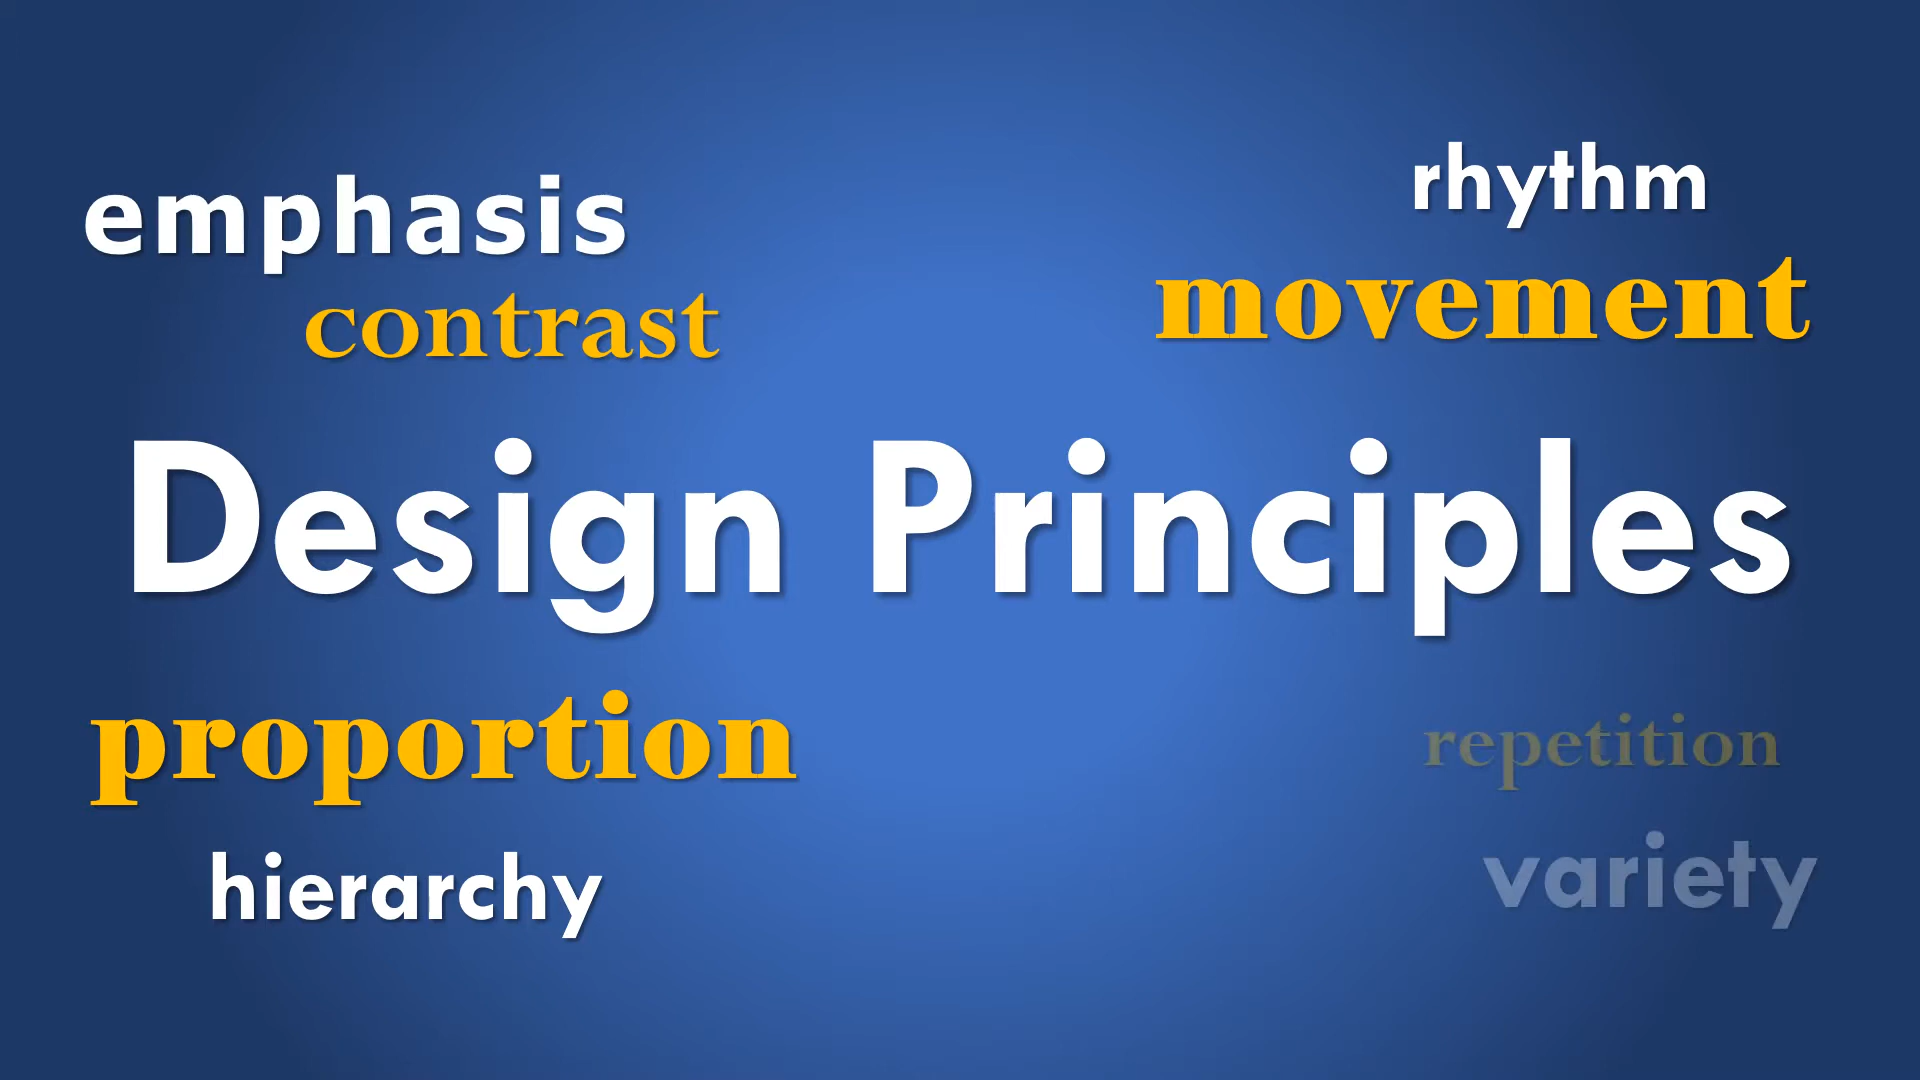 emphasis
contrast
rhythm
movement
Design Principles
proportion
hierarchy
repetition
variety